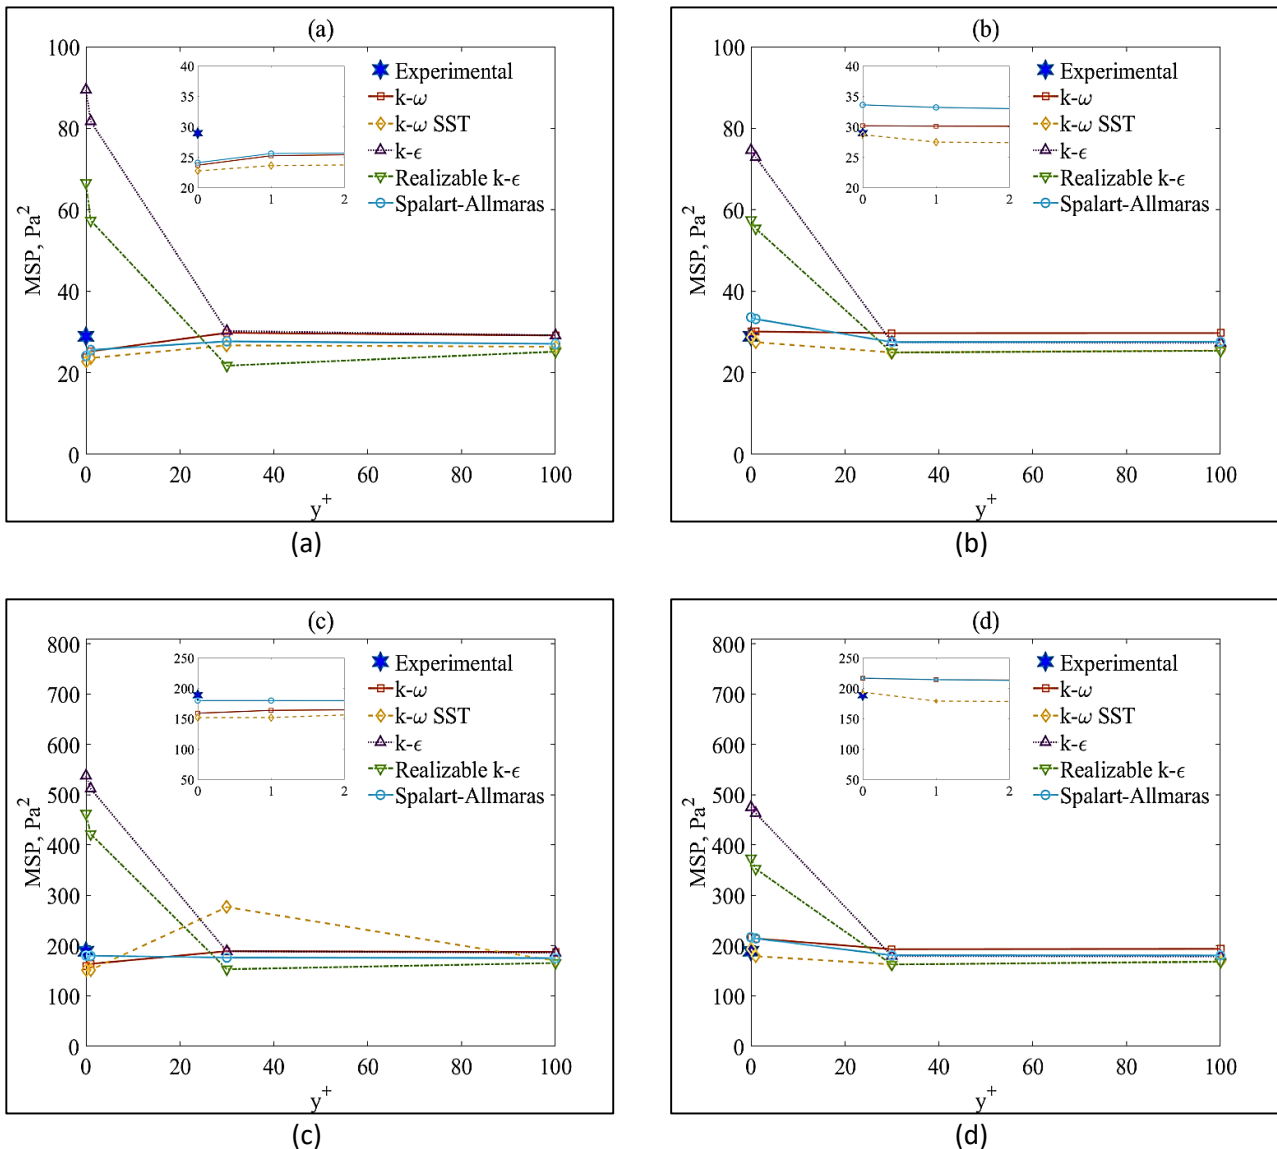 (a)
100
80
60
40
20
0
0 20 40 60 80 100
MSP, Pa²
y⁺
40
35
30
25
20
0 1 2
Experimental
k-ω
k-ω SST
k-ϵ
Realizable k-ϵ
Spalart-Allmaras
(a)
(b)
100
80
60
40
20
0
0 20 40 60 80 100
MSP, Pa²
y⁺
40
35
30
25
20
0 1 2
Experimental
k-ω
k-ω SST
k-ϵ
Realizable k-ϵ
Spalart-Allmaras
(b)
(c)
800
700
600
500
400
300
200
100
0
0 20 40 60 80 100
MSP, Pa²
y⁺
250
200
150
100
50
0 1 2
Experimental
k-ω
k-ω SST
k-ϵ
Realizable k-ϵ
Spalart-Allmaras
(c)
(d)
800
700
600
500
400
300
200
100
0
0 20 40 60 80 100
MSP, Pa²
y⁺
250
200
150
100
50
0 1 2
Experimental
k-ω
k-ω SST
k-ϵ
Realizable k-ϵ
Spalart-Allmaras
(d)